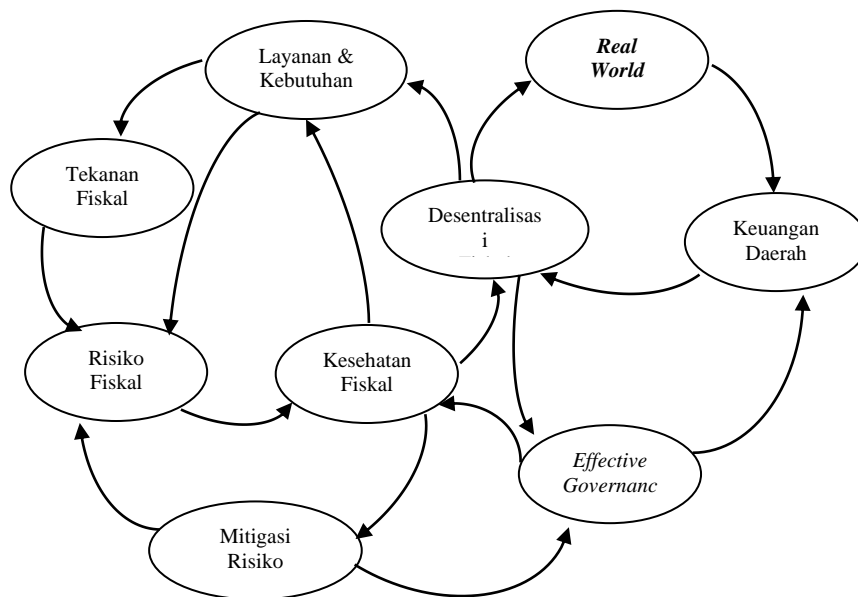 Layanan &
Kebutuhan
Real
World
Tekanan
Fiskal
Desentralisas
i
Keuangan
Daerah
Risiko
Fiskal
Kesehatan
Fiskal
Effective
Governanc
Mitigasi
Risiko